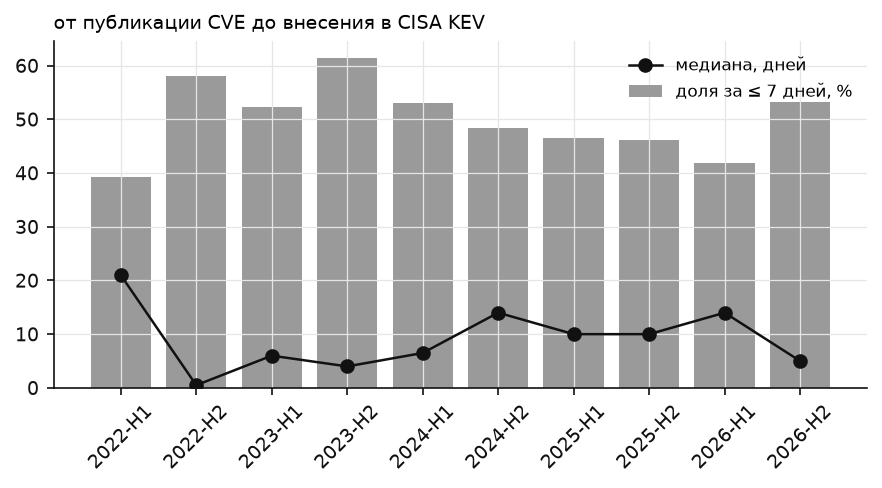 от публикации CVE до внесения в CISA KEV
медиана, дней
доля за ≤ 7 дней, %
60
50
40
30
20
10
0
2022-H1
2022-H2
2023-H1
2023-H2
2024-H1
2024-H2
2025-H1
2025-H2
2026-H1
2026-H2